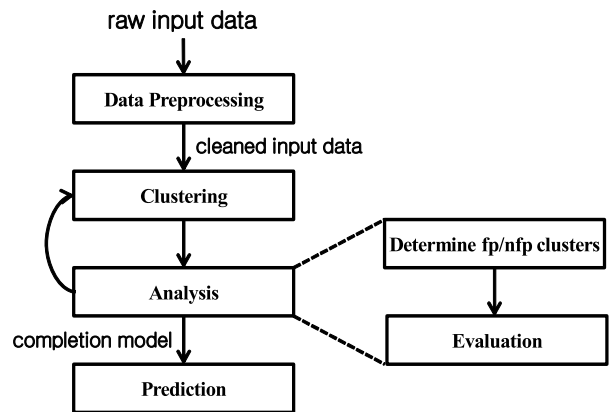 raw input data
Data Preprocessing
cleaned input data
Clustering
Analysis
completion model
Prediction
Determine fp/nfp clusters
Evaluation